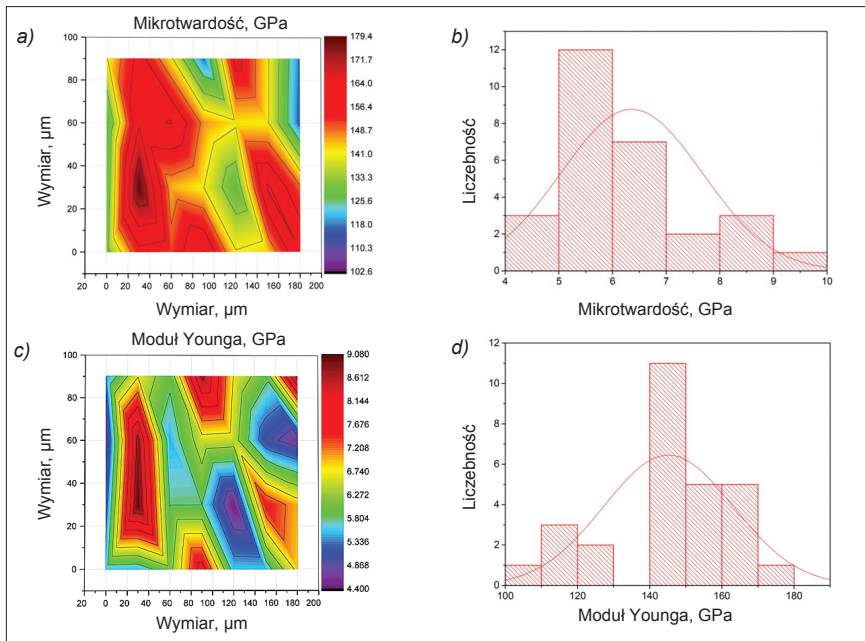 a)
Mikrotwardość, GPa
100
80
60
40
20
0
Wymiar, µm
20 0 20 40 60 80 100 120 140 160 180 200
Wymiar, µm
179.4
171.7
164.0
156.4
148.7
141.0
133.3
125.6
118.0
110.3
102.6
b)
12
10
8
6
4
2
0
Liczebność
4 5 6 7 8 9 10
Mikrotwardość, GPa
c)
Moduł Younga, GPa
100
80
60
40
20
0
Wymiar, µm
20 0 20 40 60 80 100 120 140 160 180 200
Wymiar, µm
9.080
8.612
8.144
7.676
7.208
6.740
6.272
5.804
5.336
4.868
4.400
d)
12
10
8
6
4
2
0
Liczebność
100 120 140 160 180
Moduł Younga, GPa